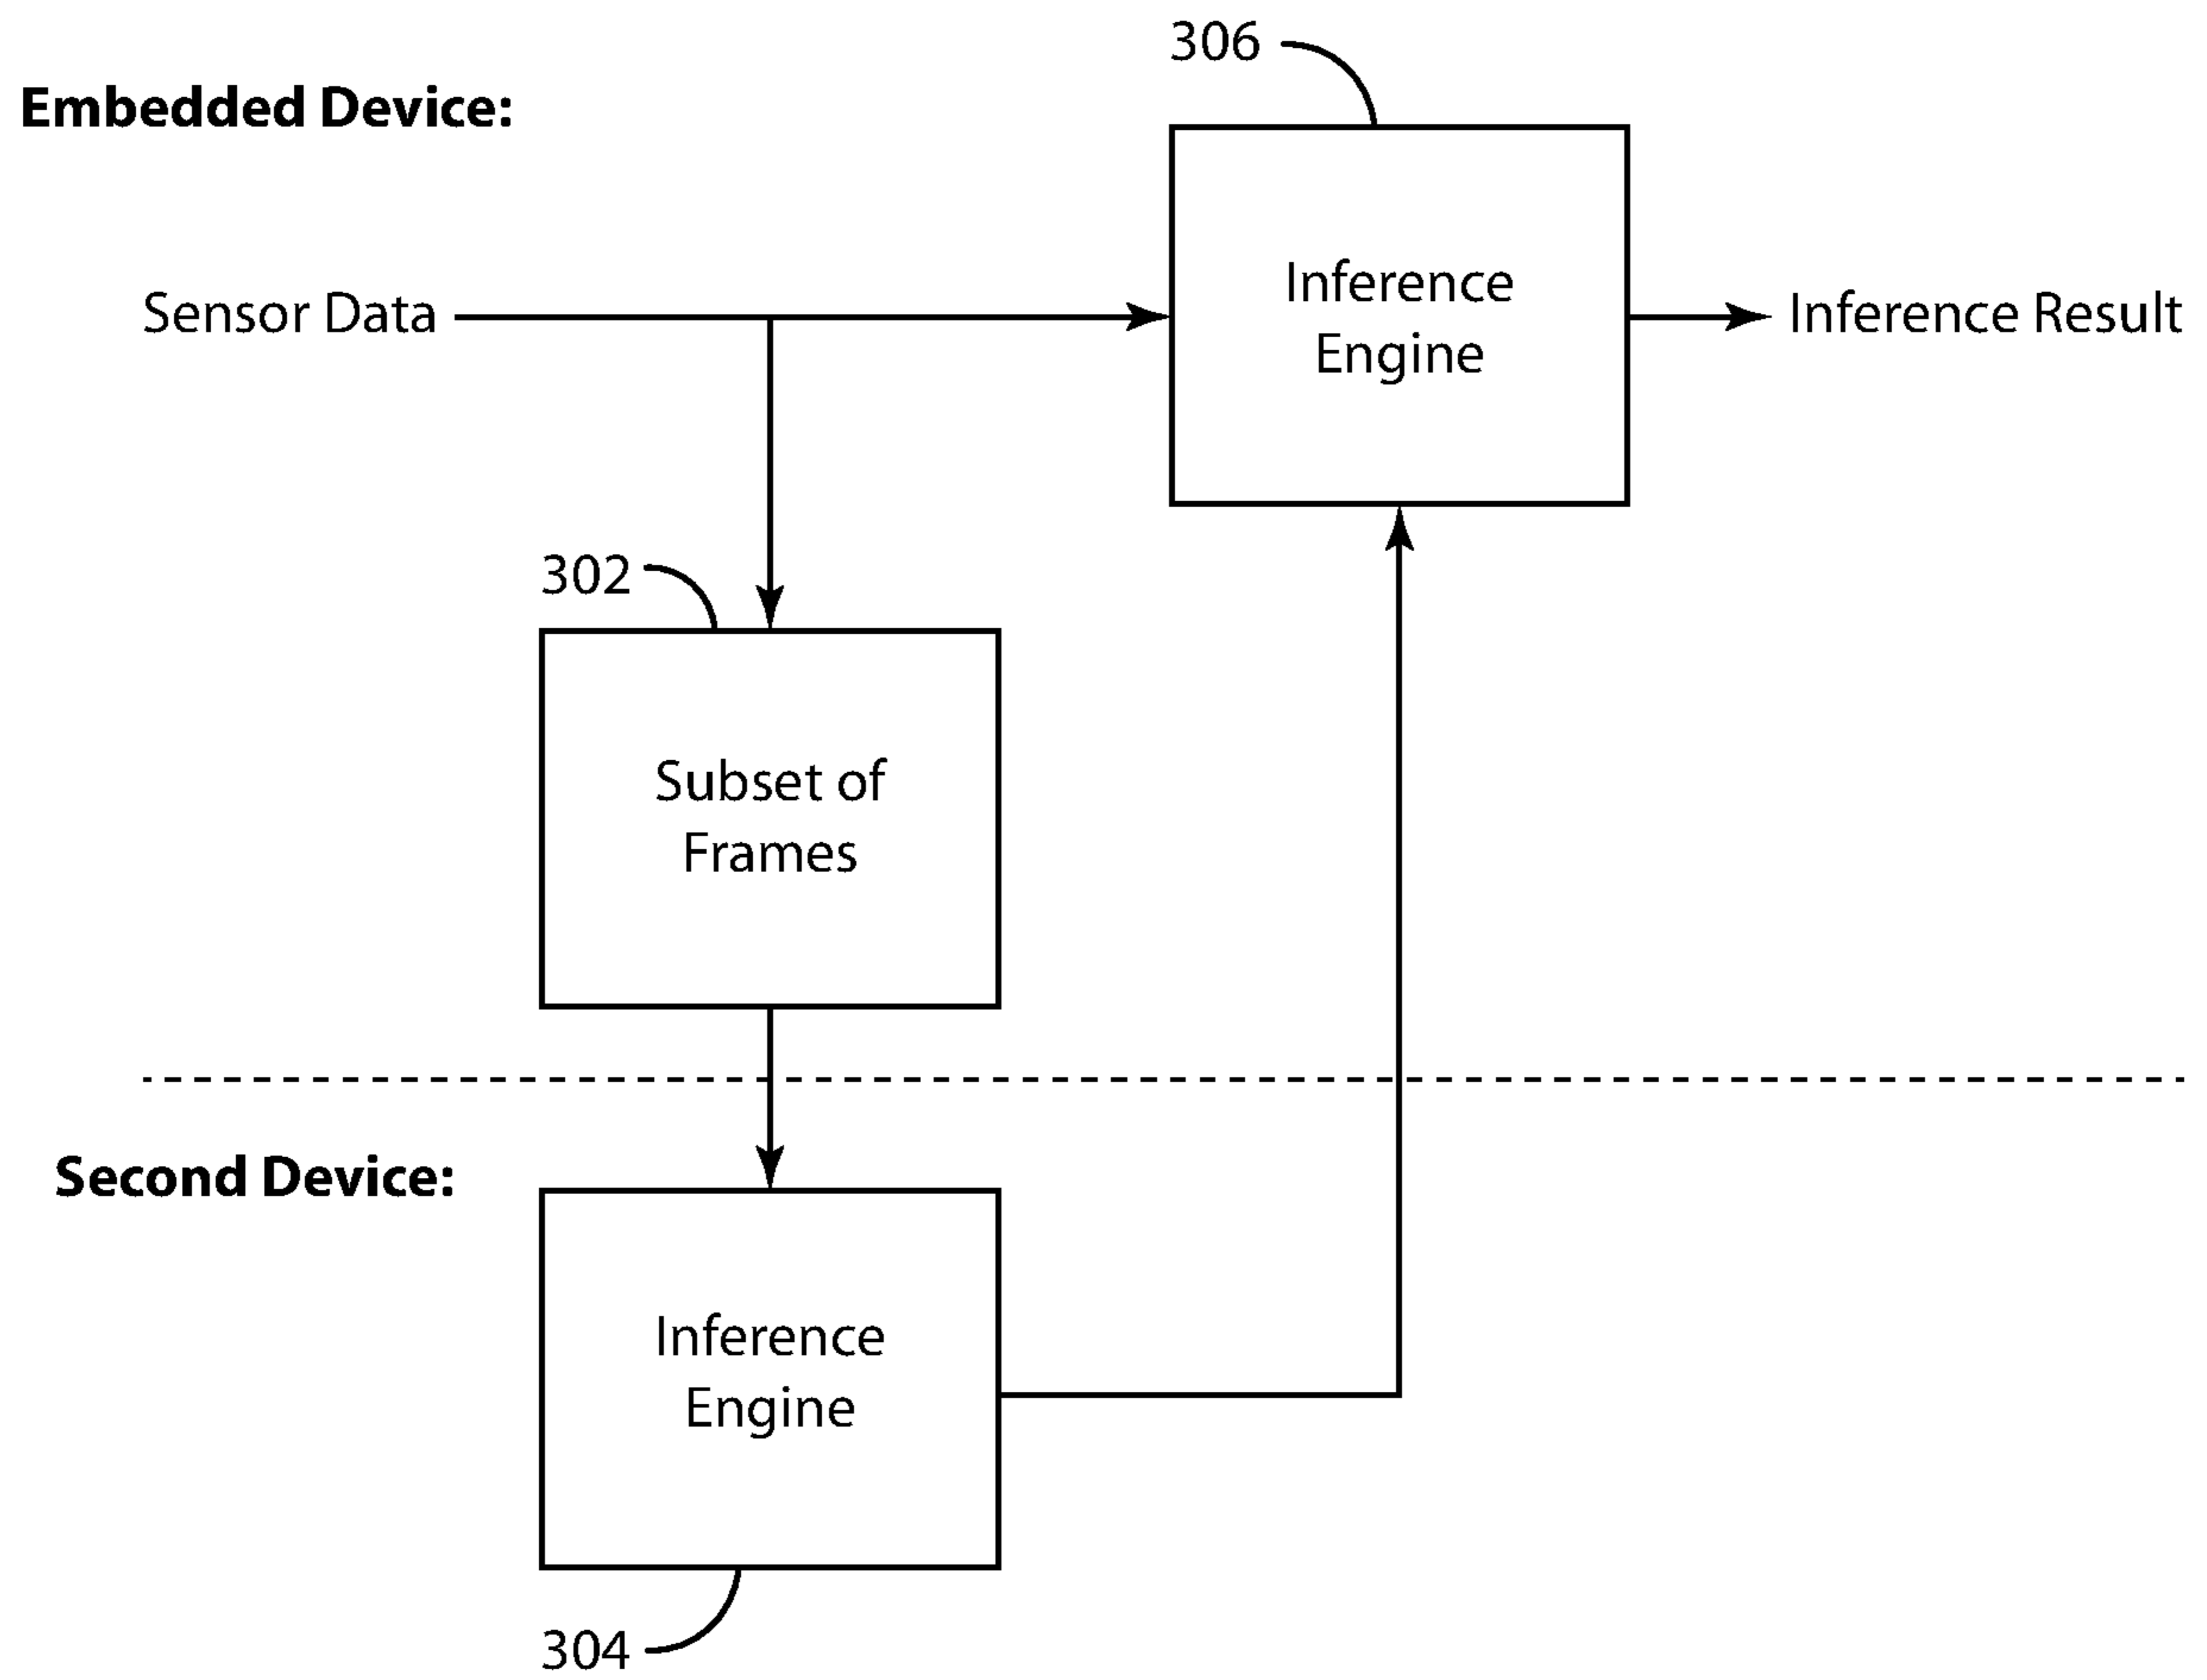 306
Embedded Device:
Inference
Engine
Sensor Data
Inference Result
302
Subset of
Frames
Second Device:
Inference
Engine
304